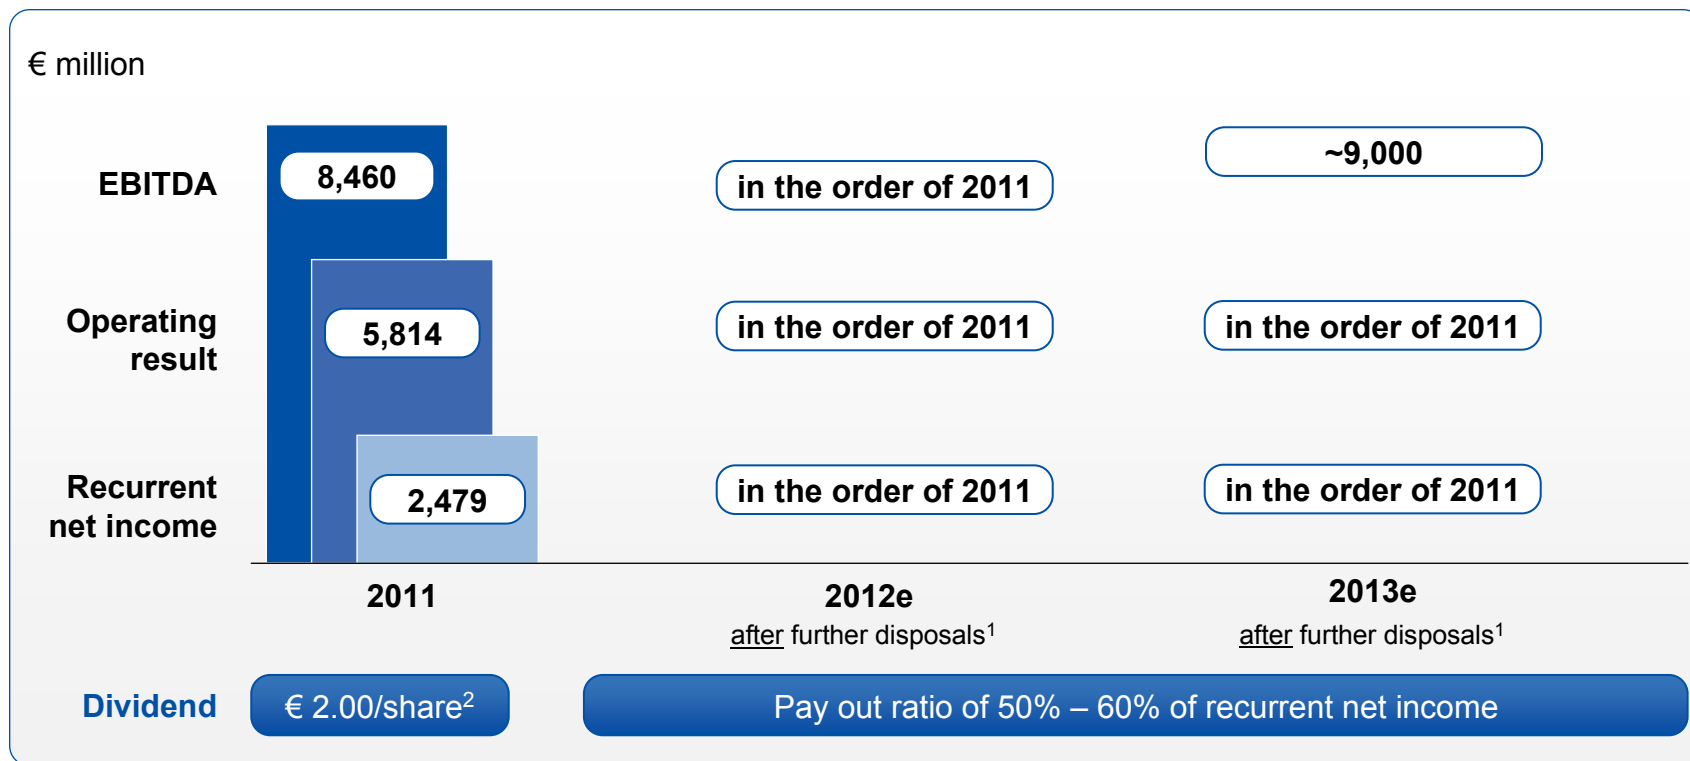 € million
EBITDA
8,460
in the order of 2011
~9,000
Operating
result
5,814
in the order of 2011
in the order of 2011
Recurrent
net income
2,479
in the order of 2011
in the order of 2011
2011
2012e
2013e
after further disposals¹
after further disposals¹
Dividend
€ 2.00/share²
Pay out ratio of 50% – 60% of recurrent net income